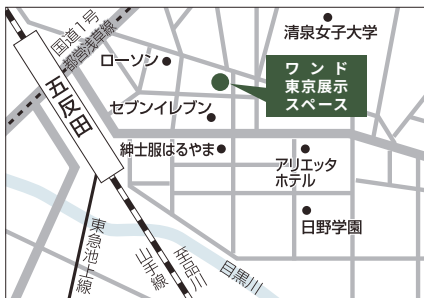 清泉女子大学
国道1号
都営浅草線
ローソン
ワンド
東京展示
スペース
五反田
セブンイレブン
紳士服はるやま
アリエッタ
ホテル
日野学園
東急池上線
山手線
至品川
目黒川